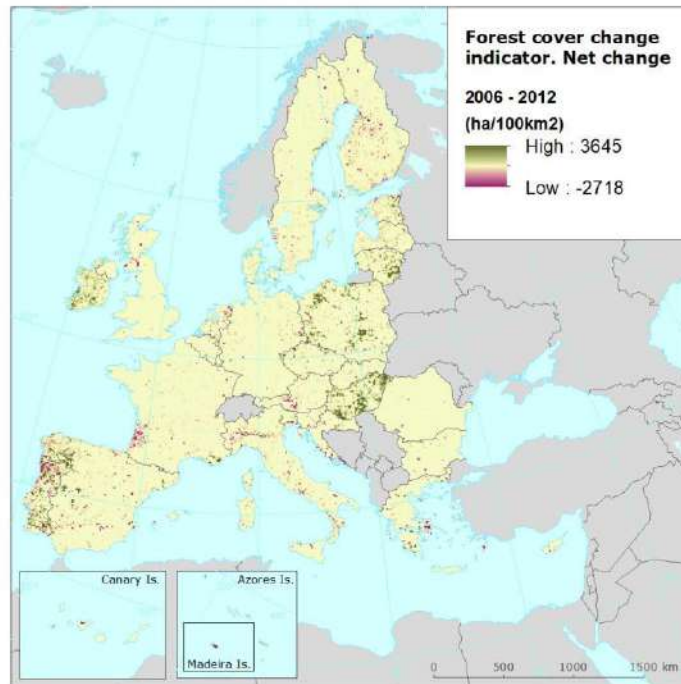 Forest cover change
indicator. Net change
2006 - 2012
(ha/100km2)
High : 3645
Low : -2718
Canary Is.
Azores Is.
Madeira Is.
0 500 1000 1500 km